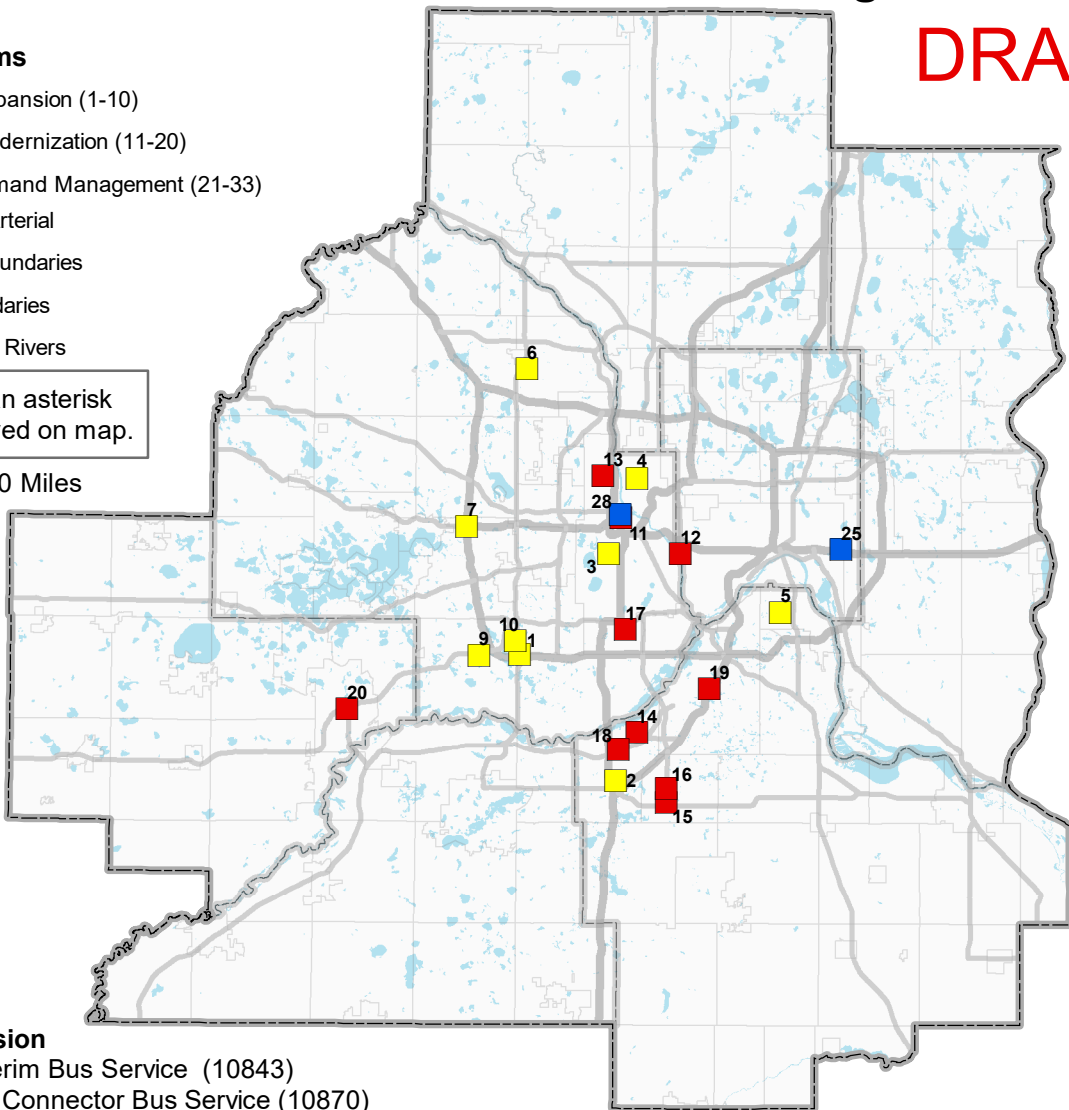 DRA
ms
pansion (1-10)
dernization (11-20)
mand Management (21-33)
rterial
undaries
daries
Rivers
n asterisk
ed on map.
0 Miles
6
13
4
28
7
11
25
12
3
5
17
10
9
1
19
20
14
18
16
2
15
sion
erim Bus Service (10843)
Connector Bus Service (10870)